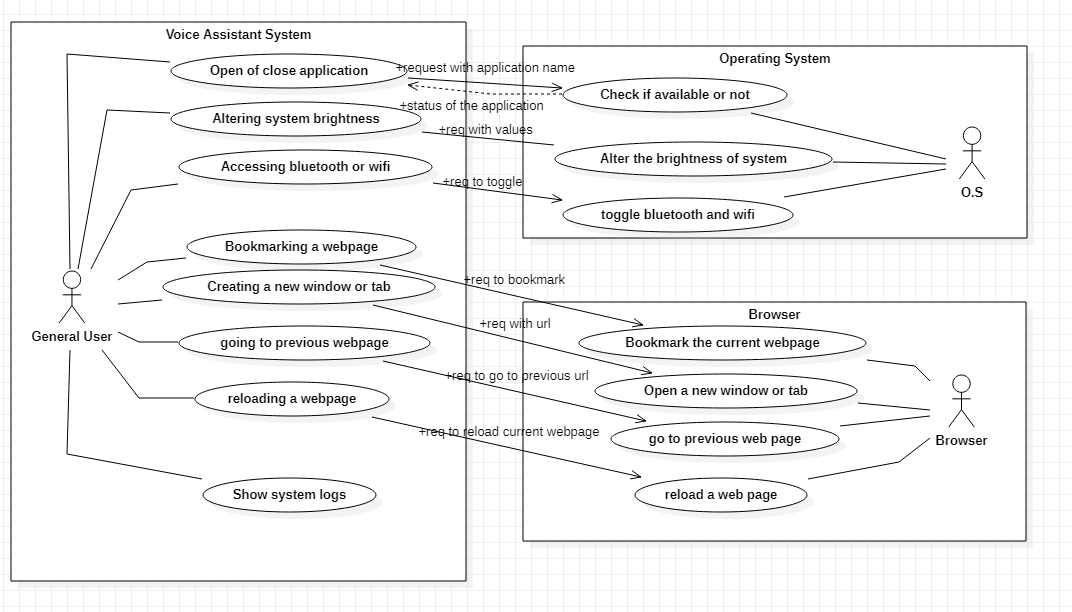 Voice Assistant System
Open of close application
Altering system brightness
Accessing bluetooth or wifi
Bookmarking a webpage
Creating a new window or tab
going to previous webpage
reloading a webpage
Show system logs
General User
+request with application name
+status of the application
+req with values
+req to toggle
+req to bookmark
+req with url
+req to go to previous url
+req to reload current webpage
Operating System
Check if available or not
Alter the brightness of system
toggle bluetooth and wifi
O.S
Browser
Bookmark the current webpage
Open a new window or tab
go to previous web page
reload a web page
Browser